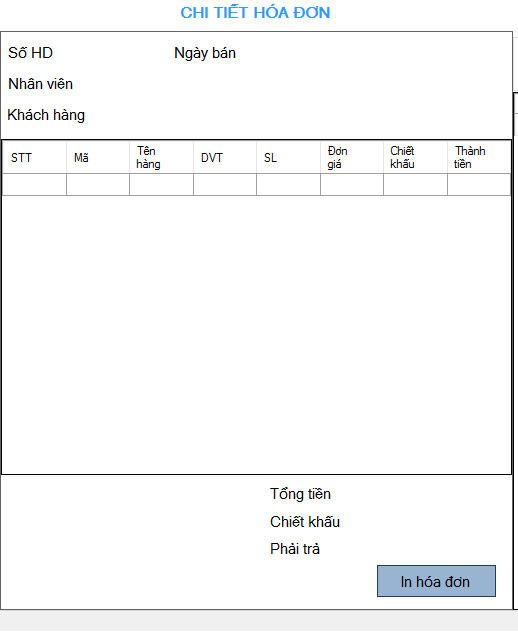 CHI TIẾT HÓA ĐƠN
Số HD Ngày bán
Nhân viên
Khách hàng
STT Mã Tên hàng DVT SL Đơn giá Chiết khấu Thành tiền
Tổng tiền
Chiết khấu
Phải trả
In hóa đơn